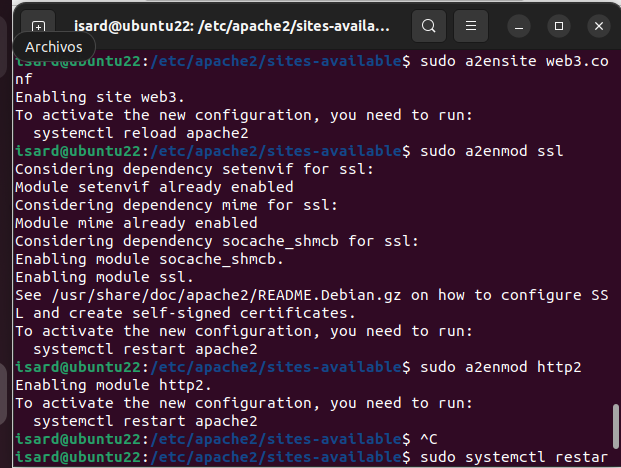 isard@ubuntu22: /etc/apache2/sites-availa...
Archivos
isard@ubuntu22:/etc/apache2/sites-available$ sudo a2ensite web3.co
nf
Enabling site web3.
To activate the new configuration, you need to run:
  systemctl reload apache2
isard@ubuntu22:/etc/apache2/sites-available$ sudo a2enmod ssl
Considering dependency setenvif for ssl:
Module setenvif already enabled
Considering dependency mime for ssl:
Module mime already enabled
Considering dependency socache_shmcb for ssl:
Enabling module socache_shmcb.
Enabling module ssl.
See /usr/share/doc/apache2/README.Debian.gz on how to configure SS
L and create self-signed certificates.
To activate the new configuration, you need to run:
  systemctl restart apache2
isard@ubuntu22:/etc/apache2/sites-available$ sudo a2enmod http2
Enabling module http2.
To activate the new configuration, you need to run:
  systemctl restart apache2
isard@ubuntu22:/etc/apache2/sites-available$ ^C
isard@ubuntu22:/etc/apache2/sites-available$ sudo systemctl restar